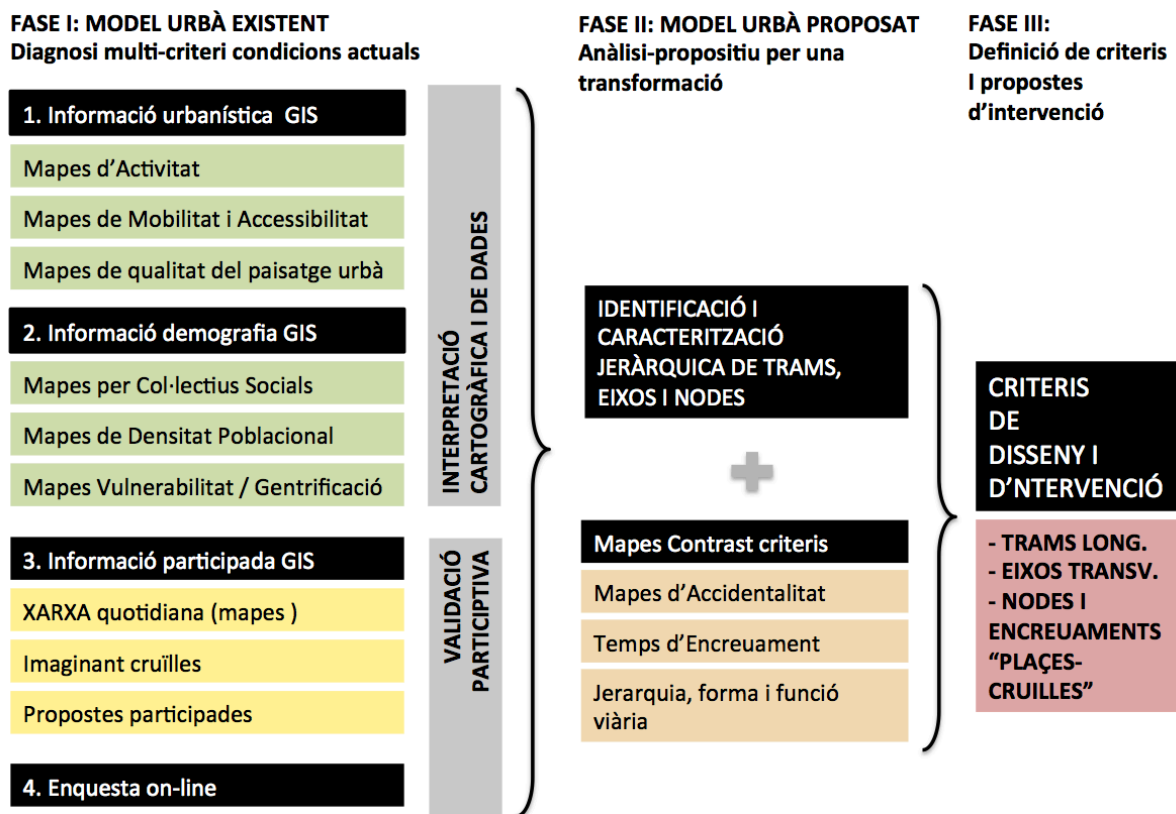 FASE I: MODEL URBÀ EXISTENT
Diagnosi multi-criteri condicions actuals
1. Informació urbanística  GIS
Mapes d’Activitat
Mapes de Mobilitat i Accessibilitat
Mapes de qualitat del paisatge urbà
2. Informació demografia GIS
Mapes per Col·lectius Socials
Mapes de Densitat Poblacional
Mapes Vulnerabilitat / Gentrificació
3. Informació participada GIS
XARXA quotidiana (mapes )
Imaginant cruïlles
Propostes participades
4. Enquesta on-line
INTERPRETACIÓ
CARTOGRÀFICA I DE DADES
VALIDACIÓ
PARTICIPTIVA
FASE II: MODEL URBÀ PROPOSAT
Anàlisi-propositiu per una
transformació
IDENTIFICACIÓ I
CARACTERITZACIÓ
JERÀRQUICA DE TRAMS,
EIXOS I NODES
Mapes Contrast criteris
Mapes d’Accidentalitat
Temps d’Encreuament
Jerarquia, forma i funció
viària
FASE III:
Definició de criteris
I propostes
d’intervenció
CRITERIS
DE
DISSENY I
D’NTERVENCIÓ
- TRAMS LONG.
- EIXOS TRANSV.
- NODES I
ENCREUAMENTS
“PLAÇES-
CRUILLES”